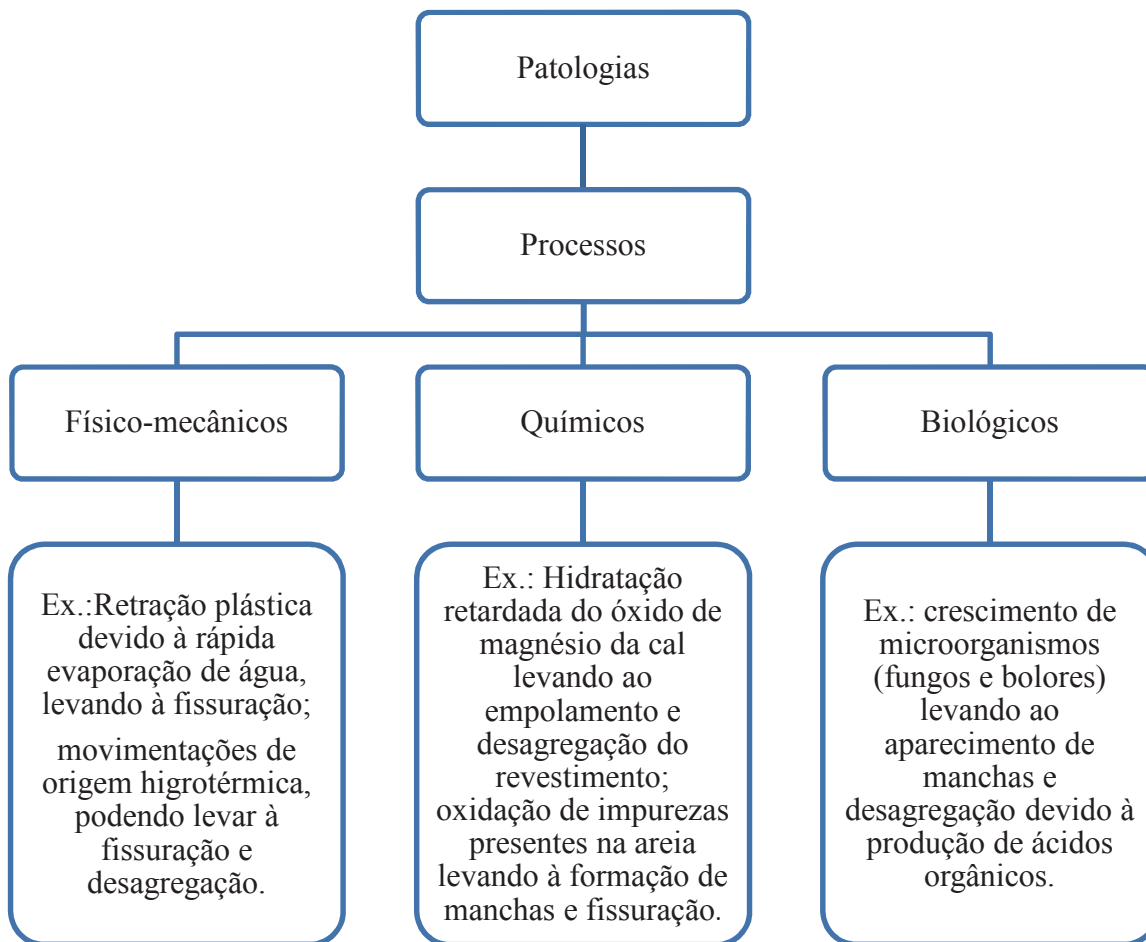 Patologias
Processos
Físico-mecânicos
Químicos
Biológicos
Ex.:Retração plástica
devido à rápida
evaporação de água,
levando à fissuração;
movimentações de
origem higrotérmica,
podendo levar à
fissuração e
desagregação.
Ex.: Hidratação
retardada do óxido de
magnésio da cal
levando ao
empolamento e
desagregação do
revestimento;
oxidação de impurezas
presentes na areia
levando à formação de
manchas e fissuração.
Ex.: crescimento de
microorganismos
(fungos e bolores)
levando ao
aparecimento de
manchas e
desagregação devido à
produção de ácidos
orgânicos.